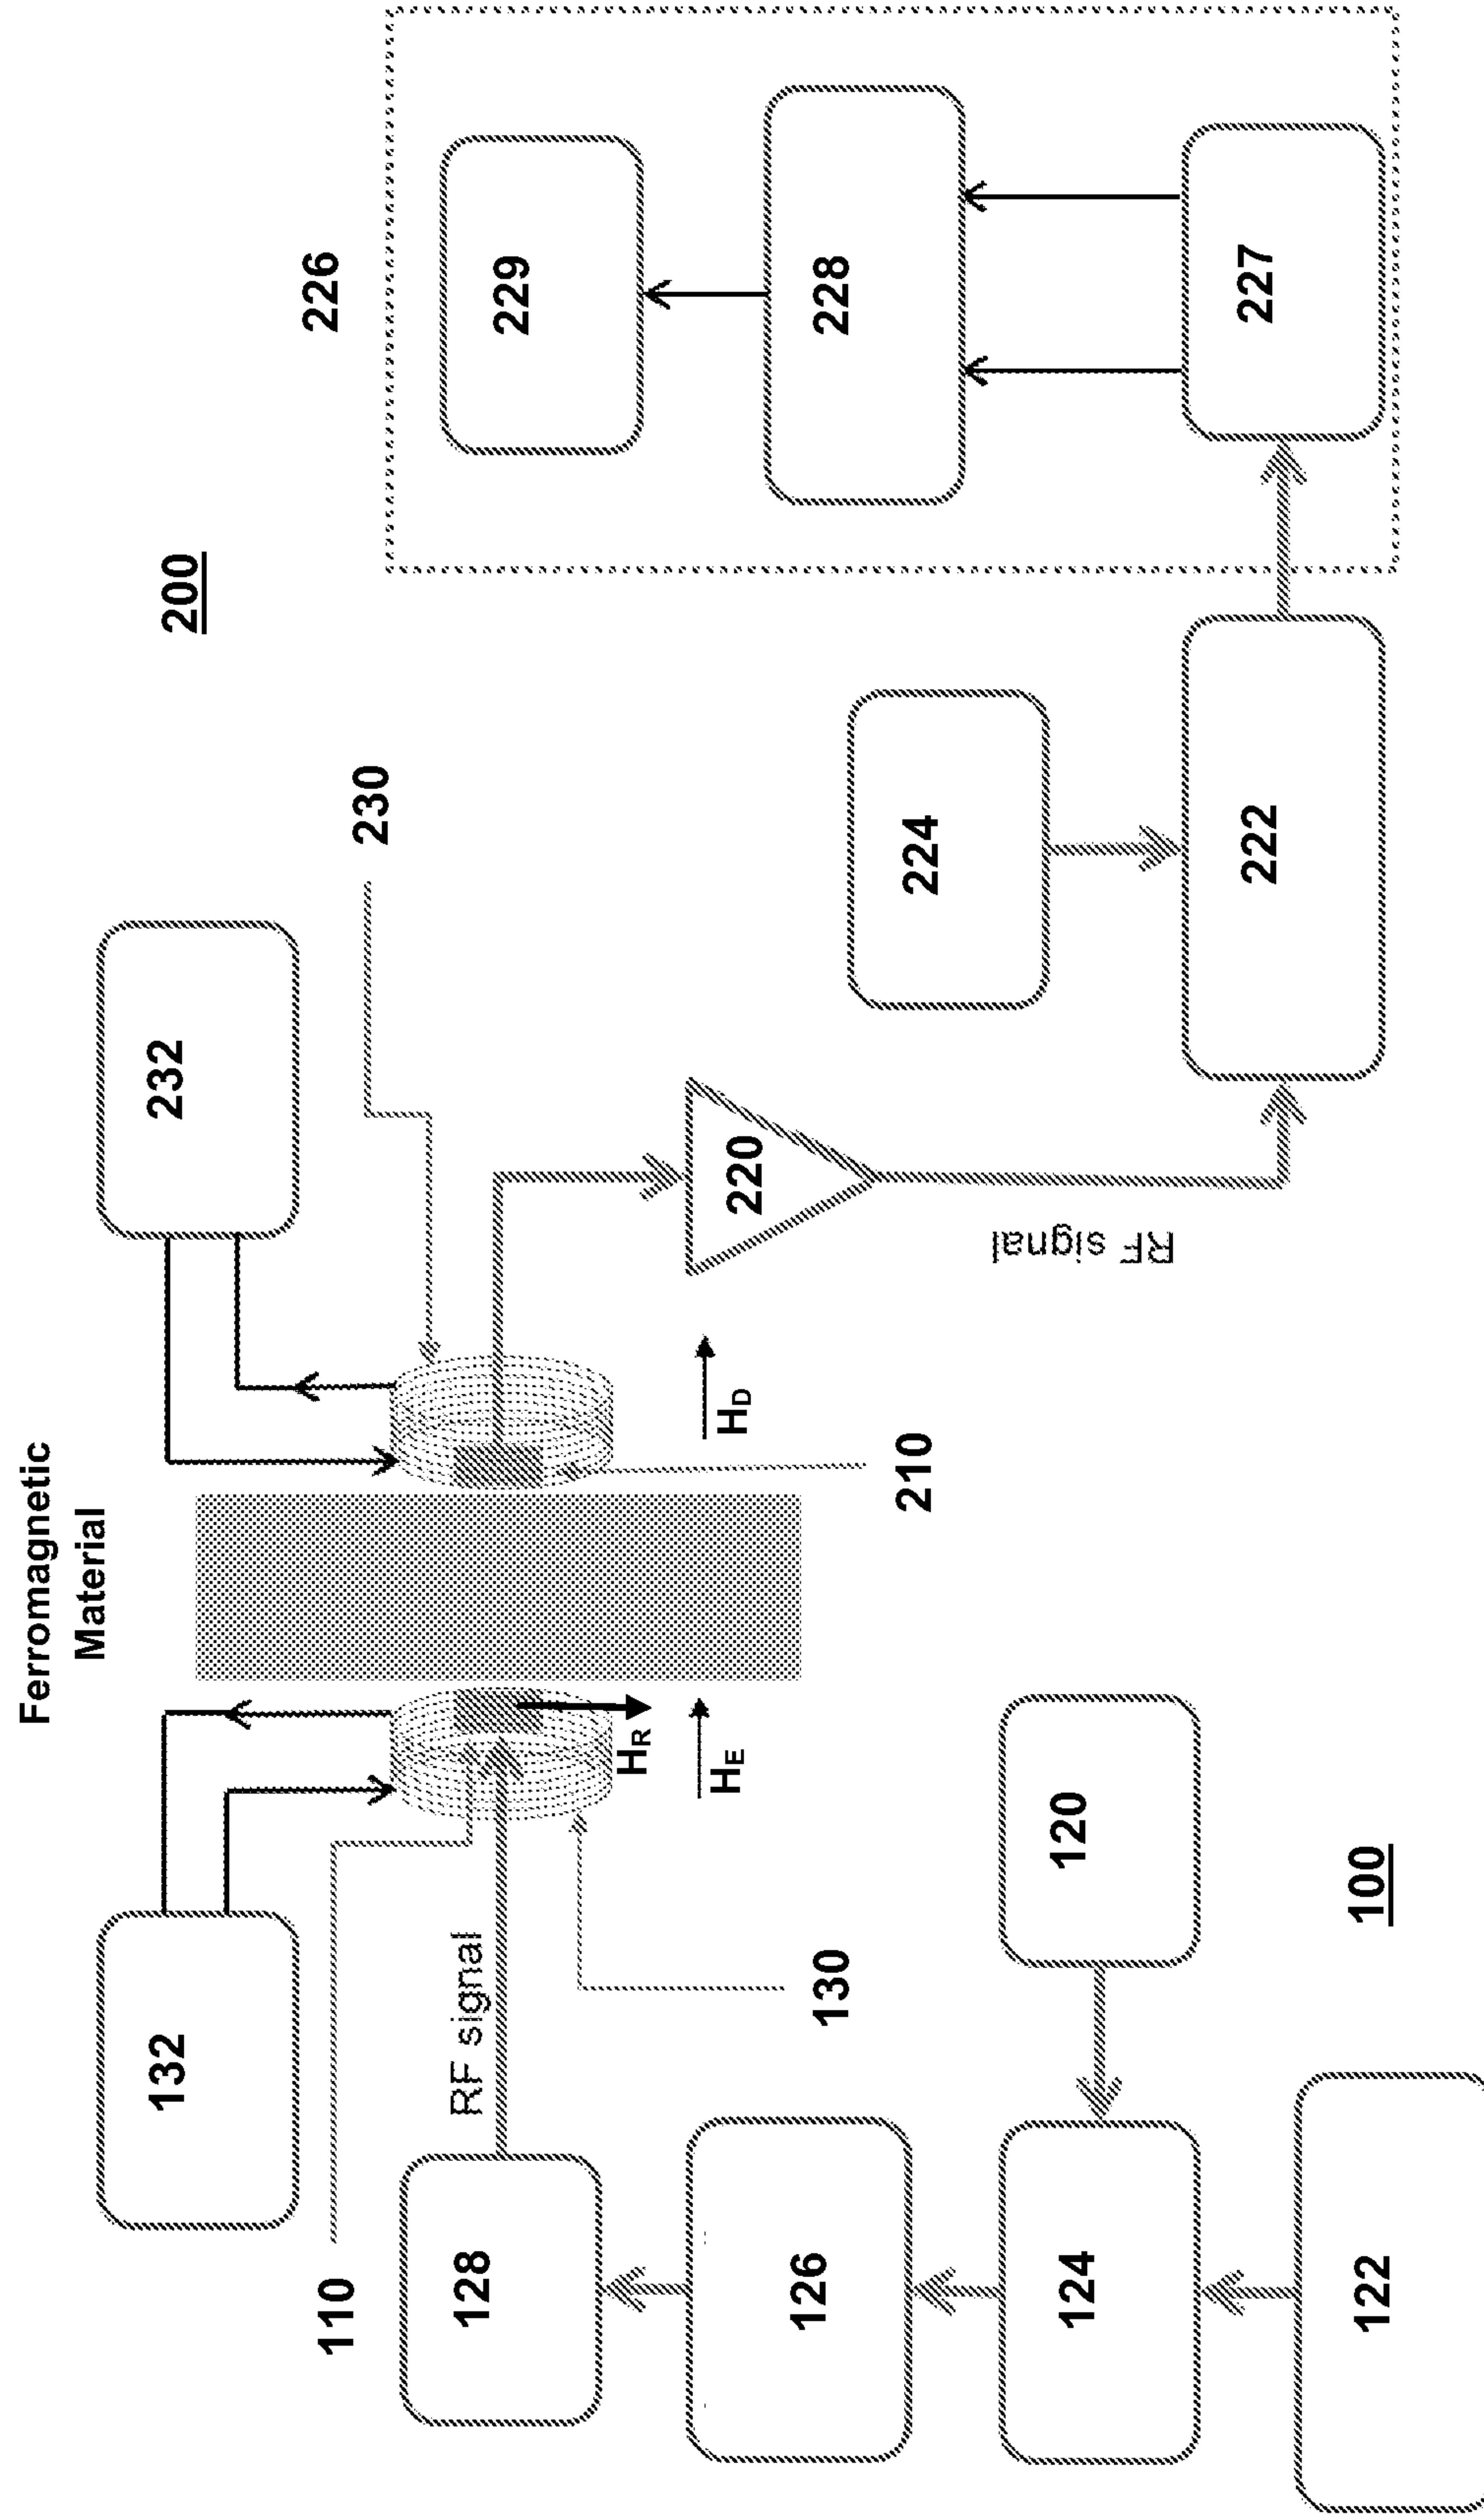 Ferromagnetic
Material
132
232
200
226
110
230
128
RF signal
229
HR
HE
HD
220
126
130
228
210
224
124
120
RF signal
222
227
122
100